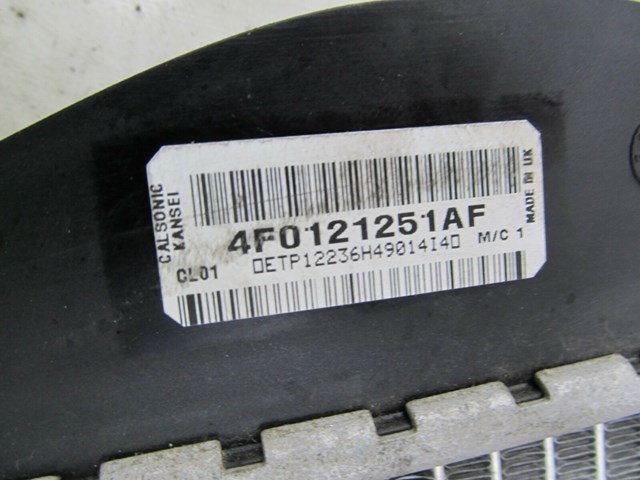 CALSONIC
KANSEI
4F0121251AF
CL01
▯ETP12236H49014I4▯
M/C 1
MADE IN UK